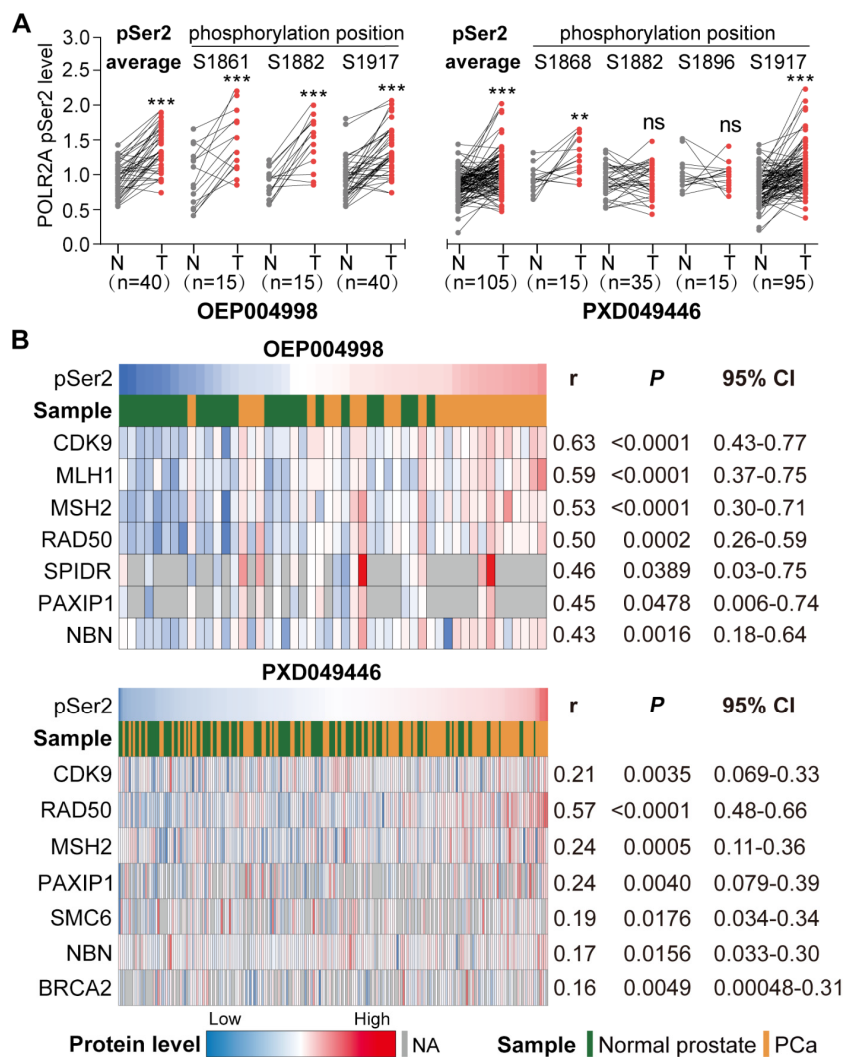 A
pSer2 average
phosphorylation position
S1861 S1882 S1917
pSer2 average
phosphorylation position
S1868 S1882 S1896 S1917
POLR2A pSer2 level
3.0
2.5
2.0
1.5
1.0
0.5
0.0
*** *** *** ***
*** ** ns ns ***
N T N T N T N T
(n=40) (n=15) (n=15) (n=40)
OEP004998
N T N T N T N T N T
(n=105) (n=15) (n=35) (n=15) (n=95)
PXD049446
B
OEP004998
pSer2 r P 95% CI
Sample
CDK9 0.63 <0.0001 0.43-0.77
MLH1 0.59 <0.0001 0.37-0.75
MSH2 0.53 <0.0001 0.30-0.71
RAD50 0.50 0.0002 0.26-0.59
SPIDR 0.46 0.0389 0.03-0.75
PAXIP1 0.45 0.0478 0.006-0.74
NBN 0.43 0.0016 0.18-0.64
PXD049446
pSer2 r P 95% CI
Sample
CDK9 0.21 0.0035 0.069-0.33
RAD50 0.57 <0.0001 0.48-0.66
MSH2 0.24 0.0005 0.11-0.36
PAXIP1 0.24 0.0040 0.079-0.39
SMC6 0.19 0.0176 0.034-0.34
NBN 0.17 0.0156 0.033-0.30
BRCA2 0.16 0.0049 0.00048-0.31
Low High
Protein level NA Sample Normal prostate PCa